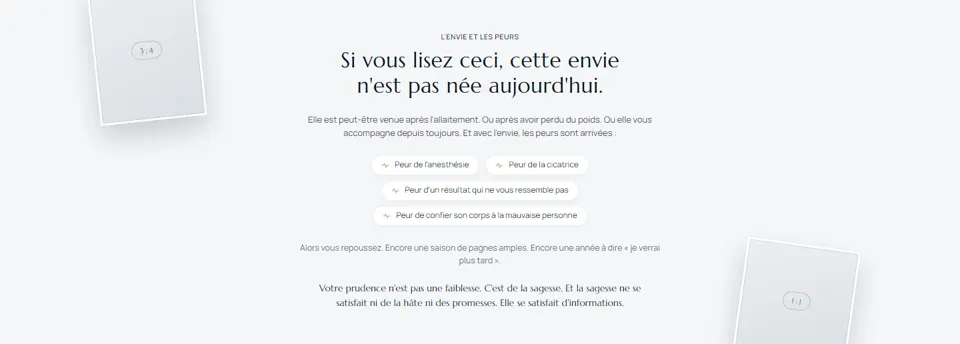 3:4
L'ENVIE ET LES PEURS
Si vous lisez ceci, cette envie
n'est pas née aujourd'hui.
Elle est peut-être venue après l'allaitement. Ou après avoir perdu du poids. Ou elle vous
accompagne depuis toujours. Et avec l'envie, les peurs sont arrivées :
Peur de l'anesthésie
Peur de la cicatrice
Peur d'un résultat qui ne vous ressemble pas
Peur de confier son corps à la mauvaise personne
Alors vous repoussez. Encore une saison de pagnes amples. Encore une année à dire « je verrai
plus tard ».
Votre prudence n'est pas une faiblesse. C'est de la sagesse. Et la sagesse ne se
satisfait ni de la hâte ni des promesses. Elle se satisfait d'informations.
1:1